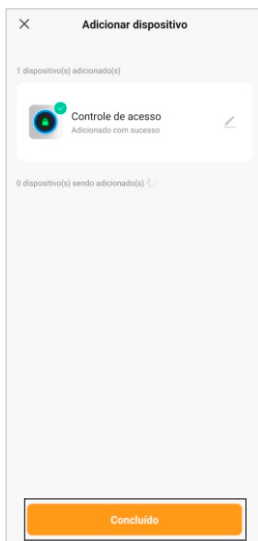 Adicionar dispositivo
1 dispositivo(s) adicionado(s)
Controle de acesso
Adicionado com sucesso
0 dispositivo(s) sendo adicionado(s)
Concluído